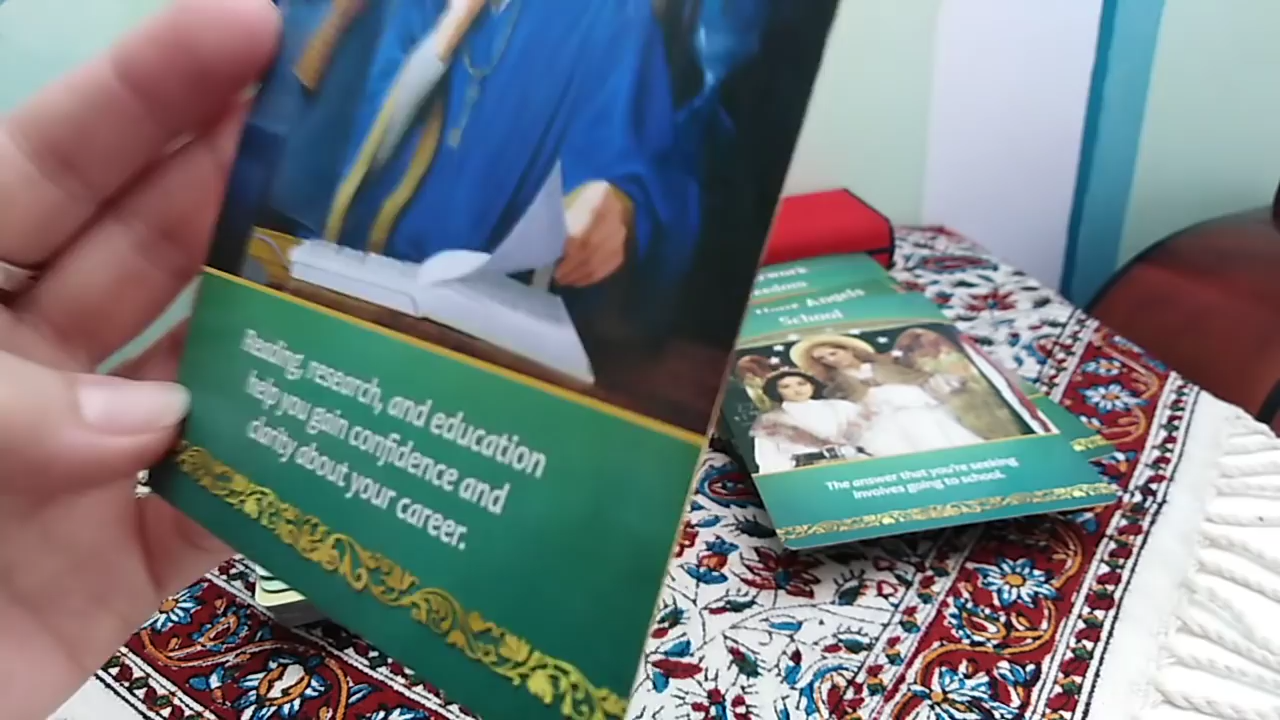 Reading, research, and education
help you gain confidence and
clarity about your career.
Angels
School
The answer that you're seeking
involves going to school.